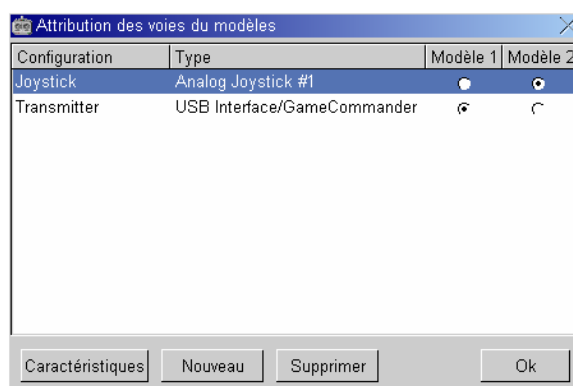 Attribution des voies du modèles
Configuration Type Modèle 1 Modèle 2
Joystick Analog Joystick #1
Transmitter USB Interface/GameCommander
Caractéristiques Nouveau Supprimer Ok